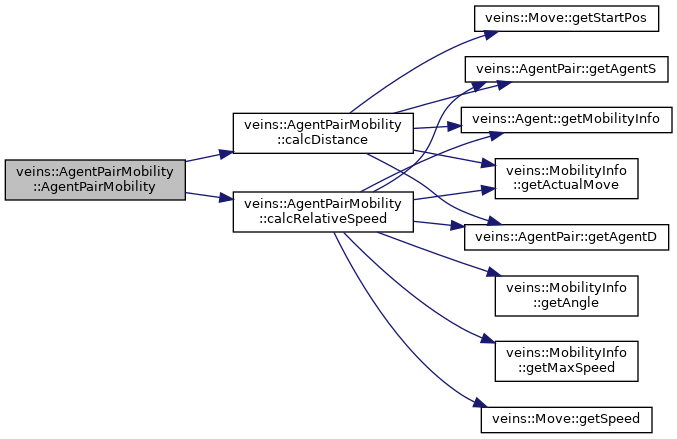 veins::AgentPairMobility
::AgentPairMobility
veins::AgentPairMobility
::calcDistance
veins::AgentPairMobility
::calcRelativeSpeed
veins::Move::getStartPos
veins::AgentPair::getAgentS
veins::Agent::getMobilityInfo
veins::MobilityInfo
::getActualMove
veins::AgentPair::getAgentD
veins::MobilityInfo
::getAngle
veins::MobilityInfo
::getMaxSpeed
veins::Move::getSpeed